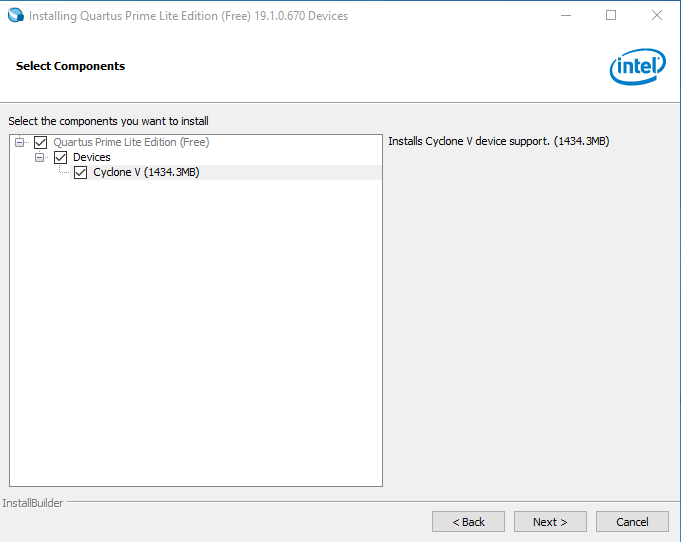 Installing Quartus Prime Lite Edition (Free) 19.1.0.670 Devices
Select Components
intel
Select the components you want to install
Quartus Prime Lite Edition (Free)
Installs Cyclone V device support. (1434.3MB)
Devices
Cyclone V (1434.3MB)
InstallBuilder
< Back
Next >
Cancel